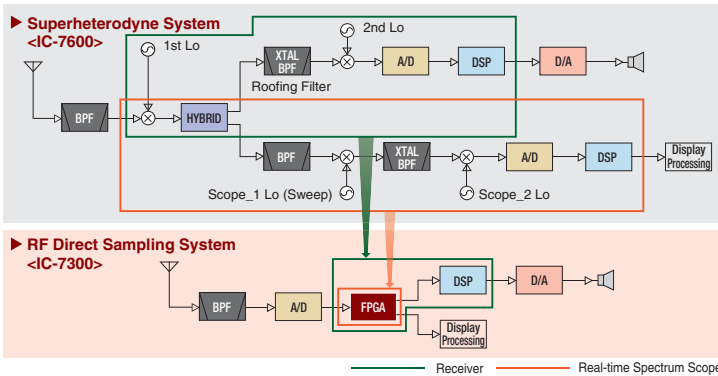 ▶ Superheterodyne System
<IC-7600>
1st Lo
2nd Lo
XTAL
BPF
A/D
DSP
D/A
Roofing Filter
BPF
HYBRID
BPF
XTAL
BPF
A/D
DSP
Display
Processing
Scope_1 Lo (Sweep)
Scope_2 Lo
▶ RF Direct Sampling System
<IC-7300>
BPF
A/D
FPGA
DSP
D/A
Display
Processing
Receiver
Real-time Spectrum Scope